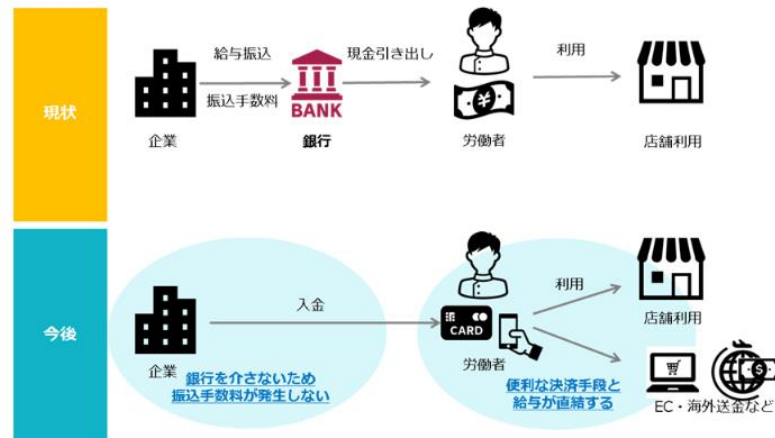 現状
給与振込
振込手数料
企業
BANK
銀行
現金引き出し
¥
労働者
利用
店舗利用
今後
企業
入金
銀行を介さないため
振込手数料が発生しない
CARD
労働者
便利な決済手段と
給与が直結する
利用
店舗利用
$
EC・海外送金など